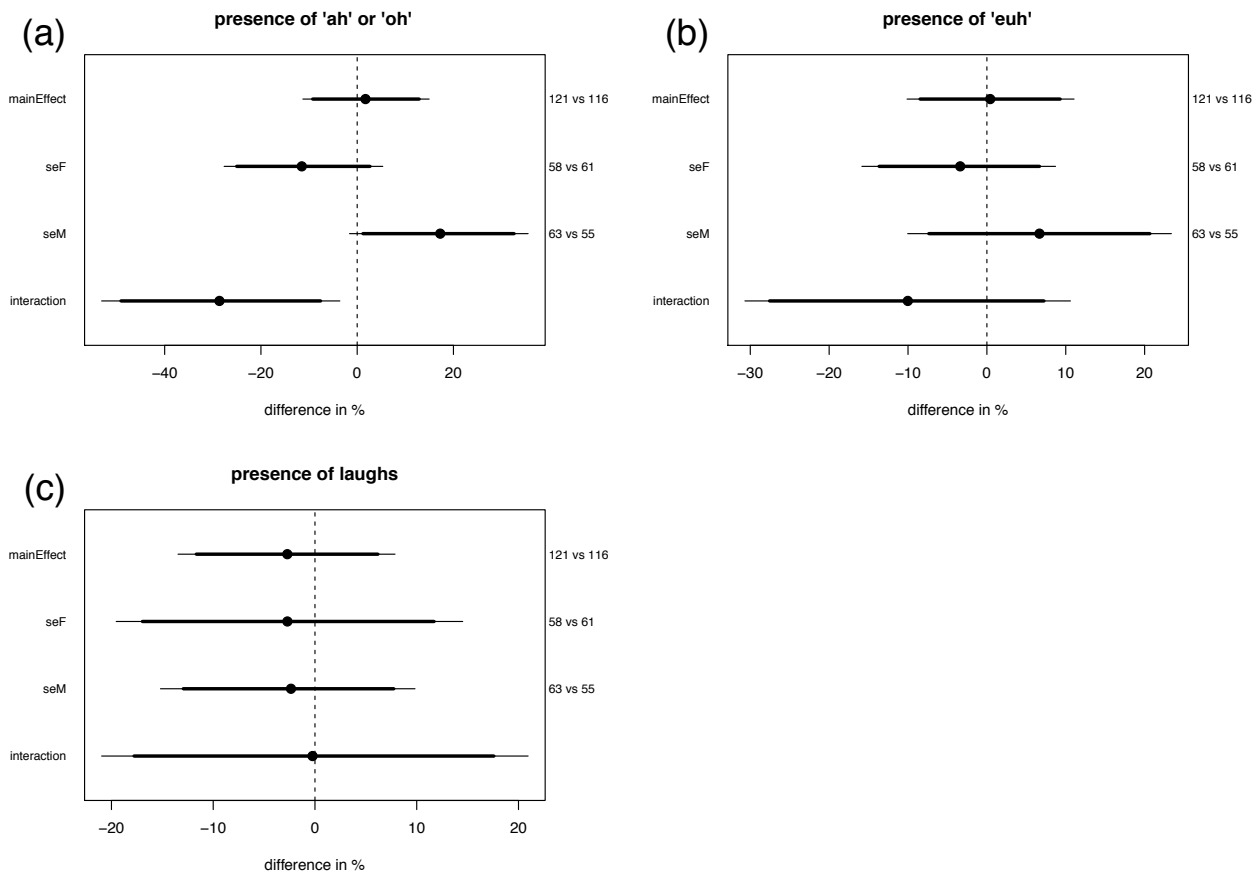 (a)
presence of 'ah' or 'oh'
mainEffect
121 vs 116
seF
58 vs 61
seM
63 vs 55
interaction
−40 −20 0 20
difference in %
(b)
presence of 'euh'
mainEffect
121 vs 116
seF
58 vs 61
seM
63 vs 55
interaction
−30 −20 −10 0 10 20
difference in %
(c)
presence of laughs
mainEffect
121 vs 116
seF
58 vs 61
seM
63 vs 55
interaction
−20 −10 0 10 20
difference in %